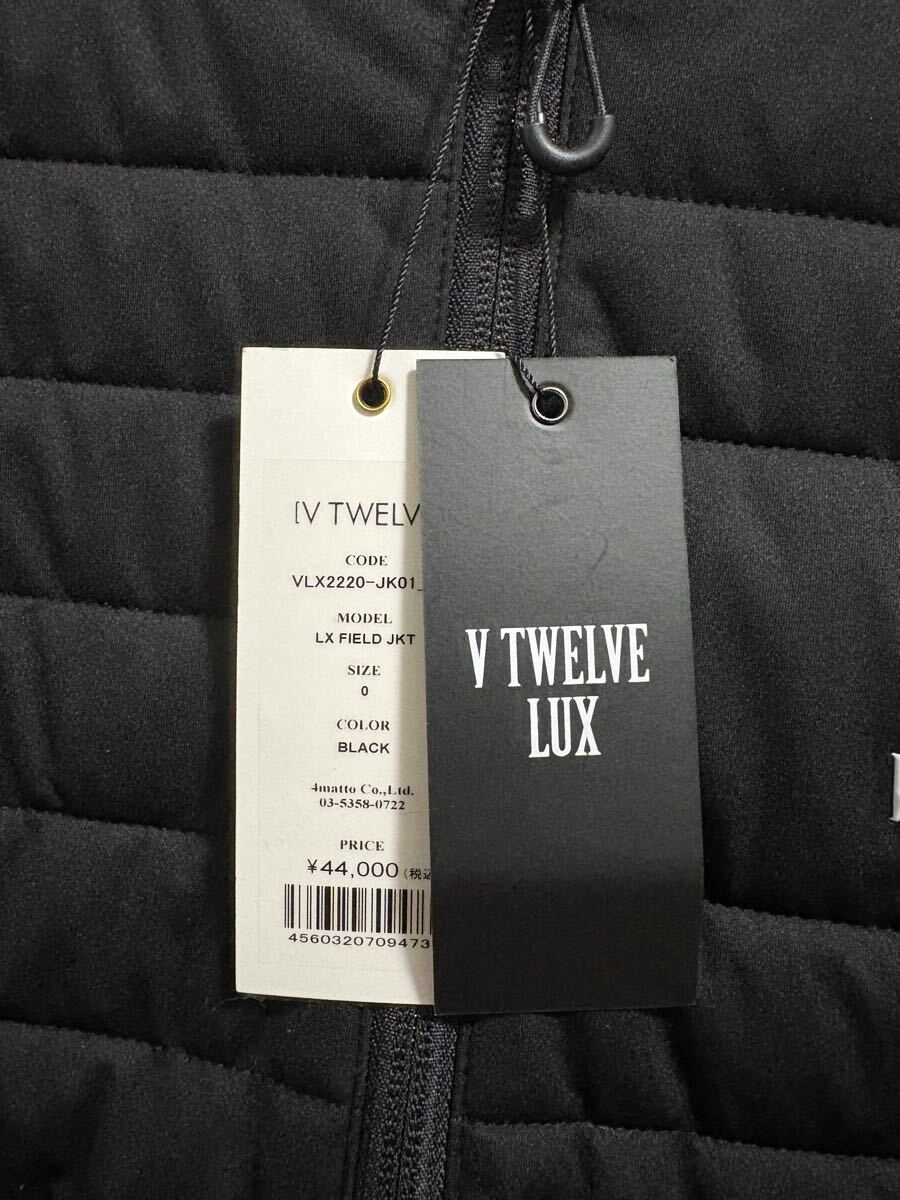 [V TWELV
CODE
VLX2220-JK01_
MODEL
LX FIELD JKT
SIZE
0
COLOR
BLACK
4matto Co.,Ltd.
03-5358-0722
PRICE
¥44,000(税込
4560320709473
V TWELVE
LUX